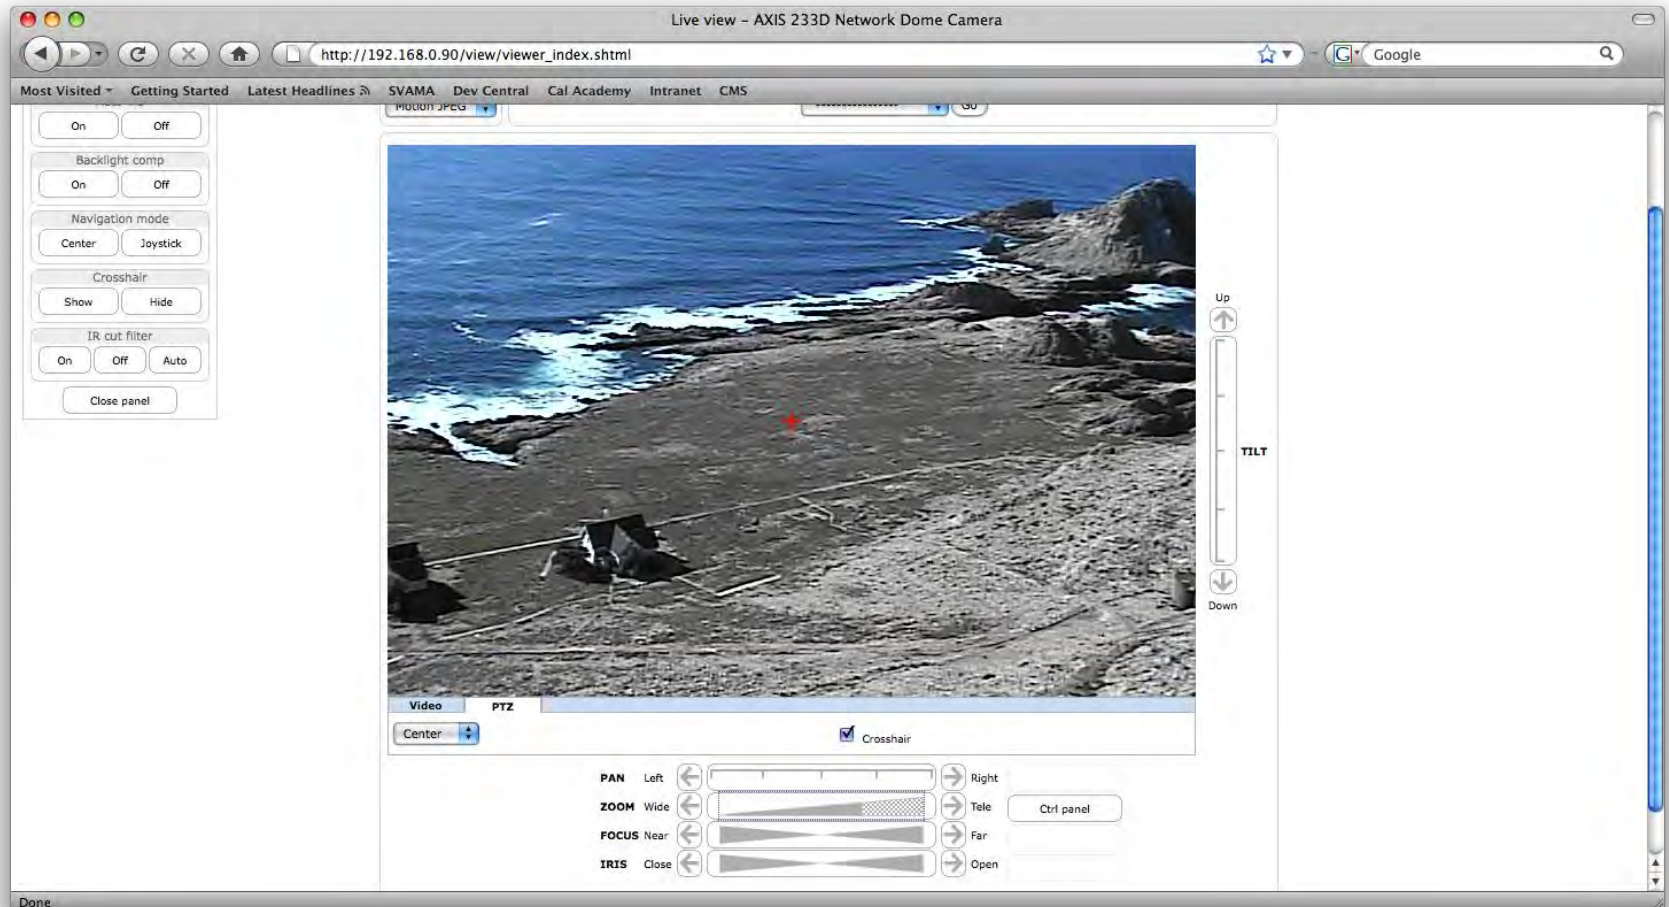 Live view – AXIS 233D Network Dome Camera
http://192.168.0.90/view/viewer_index.shtml
Google
Most Visited Getting Started Latest Headlines SVAMA Dev Central Cal Academy Intranet CMS
Motion JPEG
Go
On Off
Backlight comp
On Off
Navigation mode
Center Joystick
Crosshair
Show Hide
IR cut filter
On Off Auto
Close panel
Up
TILT
Down
Video PTZ
Center
Crosshair
PAN Left Right
ZOOM Wide Tele
Ctrl panel
FOCUS Near Far
IRIS Close Open
Done